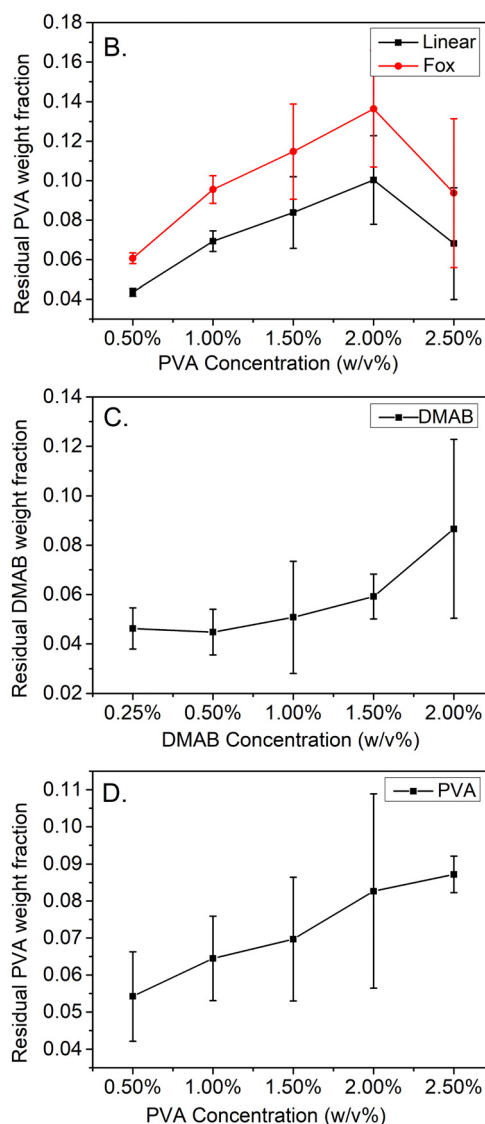 B.
Linear
Fox
Residual PVA weight fraction
0.18
0.16
0.14
0.12
0.10
0.08
0.06
0.04
0.50% 1.00% 1.50% 2.00% 2.50%
PVA Concentration (w/v%)
C.
DMAB
Residual DMAB weight fraction
0.14
0.12
0.10
0.08
0.06
0.04
0.02
0.25% 0.50% 1.00% 1.50% 2.00%
DMAB Concentration (w/v%)
D.
PVA
Residual PVA weight fraction
0.11
0.10
0.09
0.08
0.07
0.06
0.05
0.04
0.50% 1.00% 1.50% 2.00% 2.50%
PVA Concentration (w/v%)